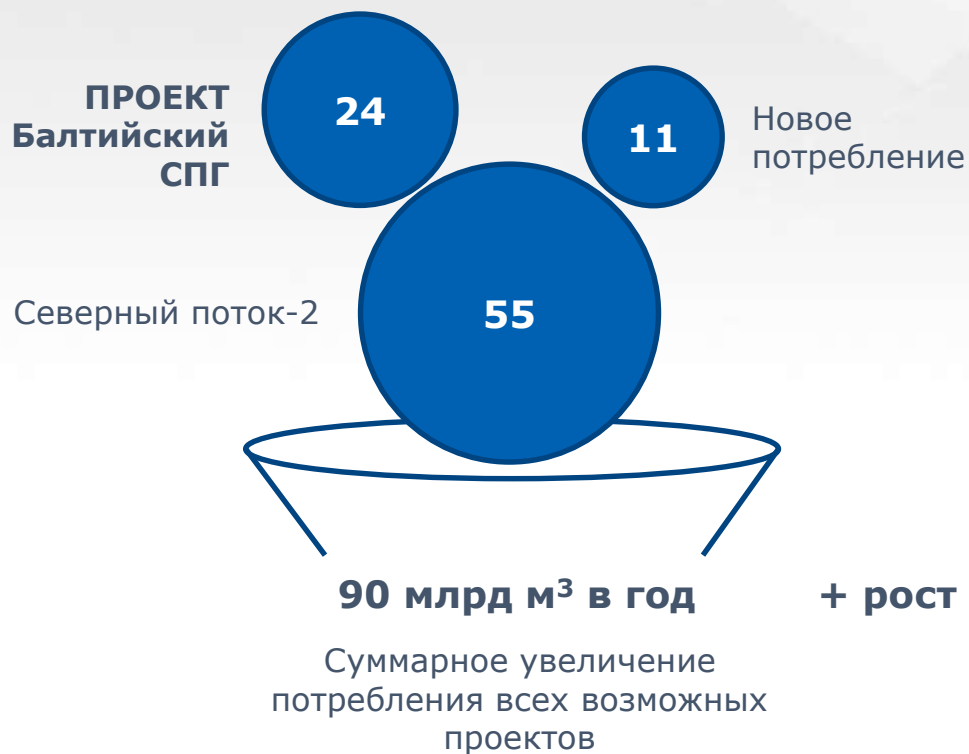 ПРОЕКТ
Балтийский
СПГ
24
11
Новое
потребление
Северный поток-2
55
90 млрд м³ в год
+ рост
Суммарное увеличение
потребления всех возможных
проектов